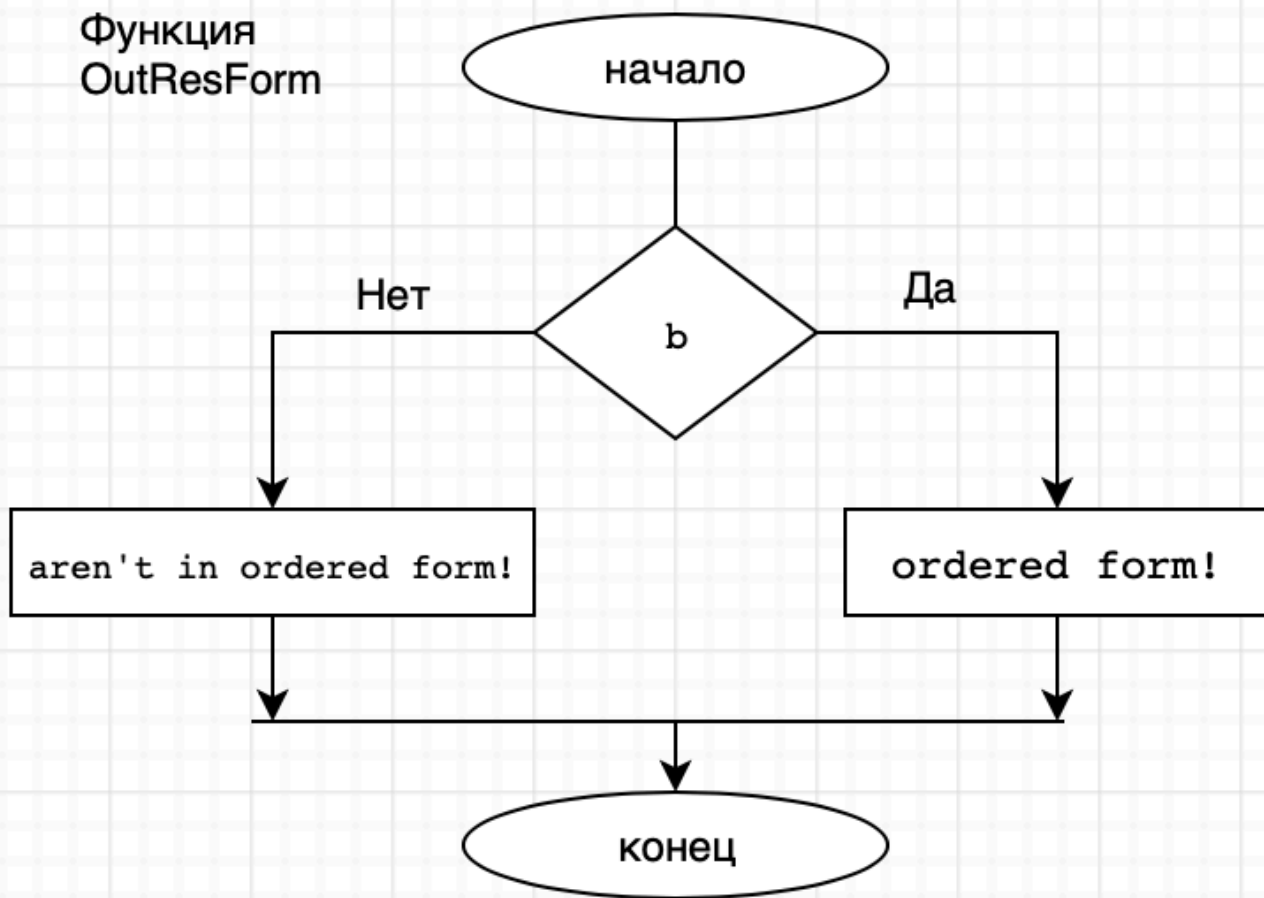 Функция
OutResForm
начало
Нет
Да
b
aren't in ordered form!
ordered form!
конец